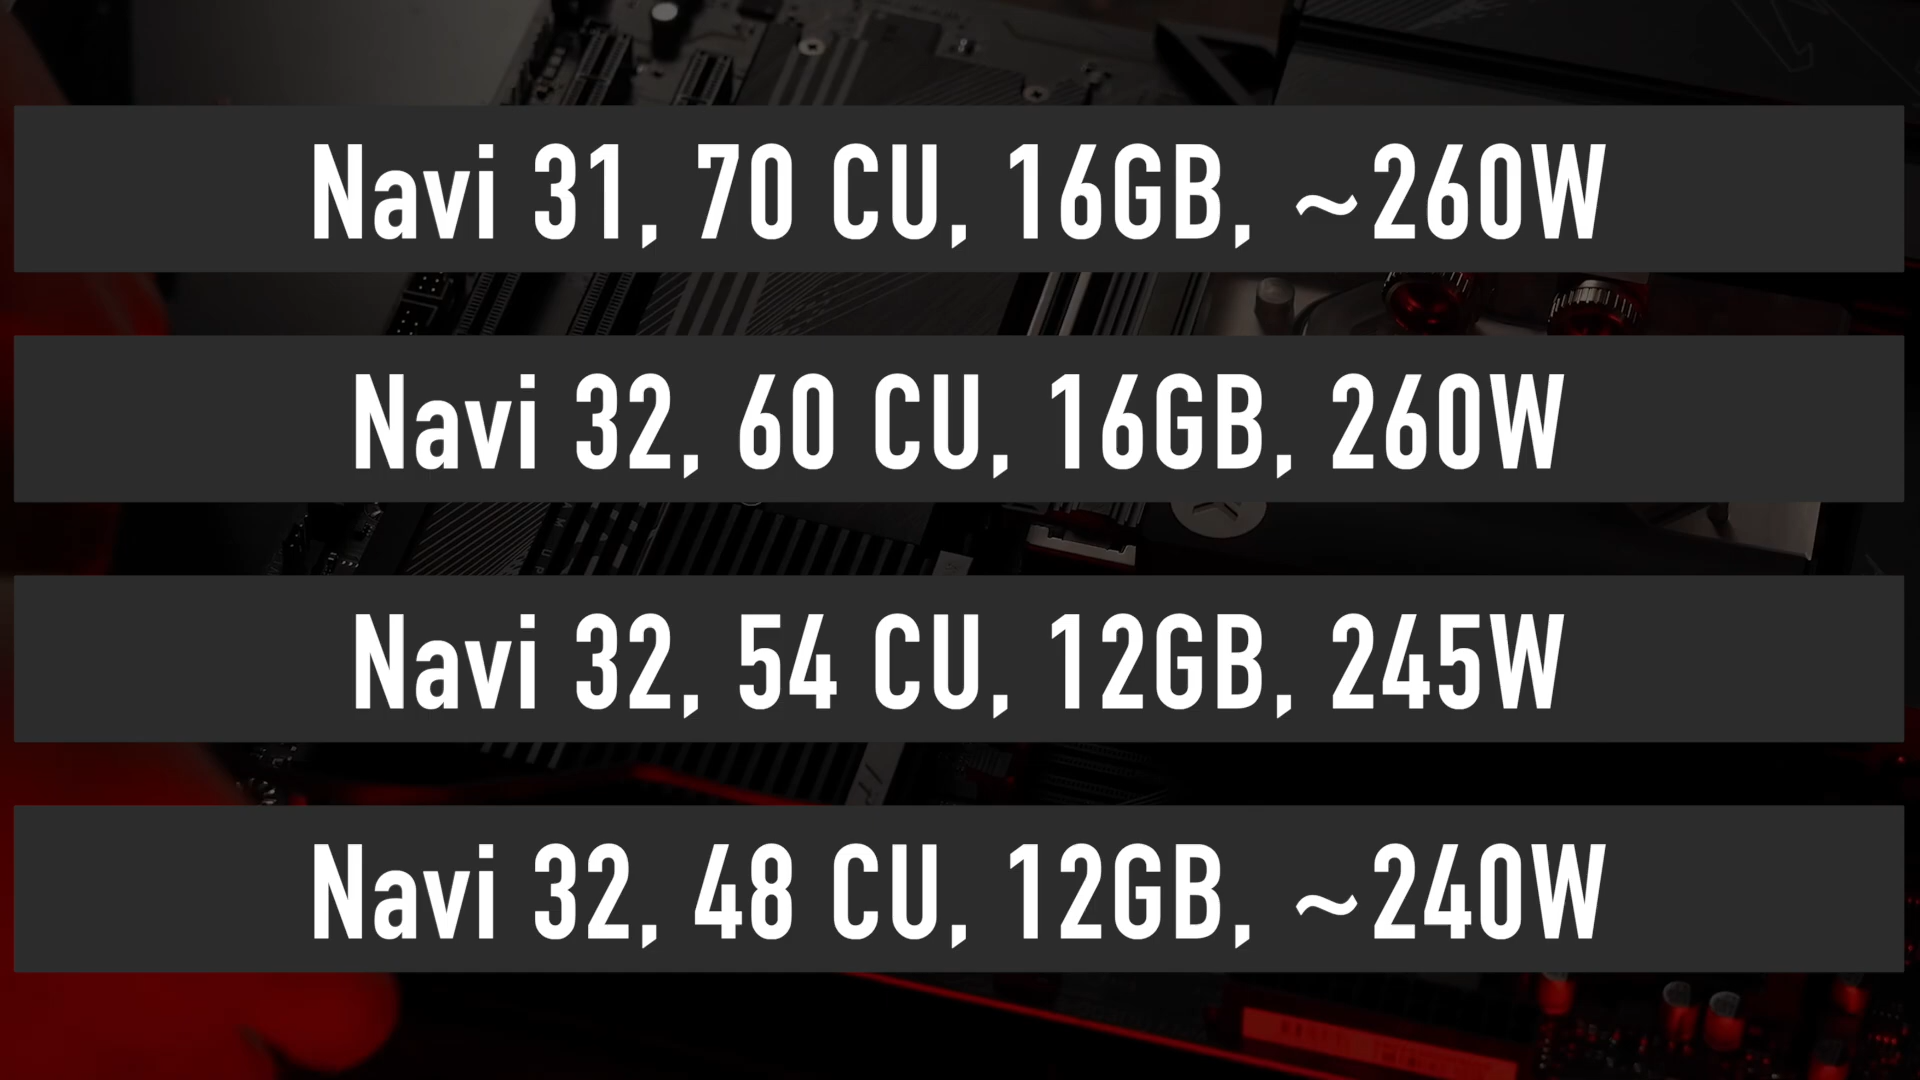 Navi 31, 70 CU, 16GB, ~260W
Navi 32, 60 CU, 16GB, 260W
Navi 32, 54 CU, 12GB, 245W
Navi 32, 48 CU, 12GB, ~240W